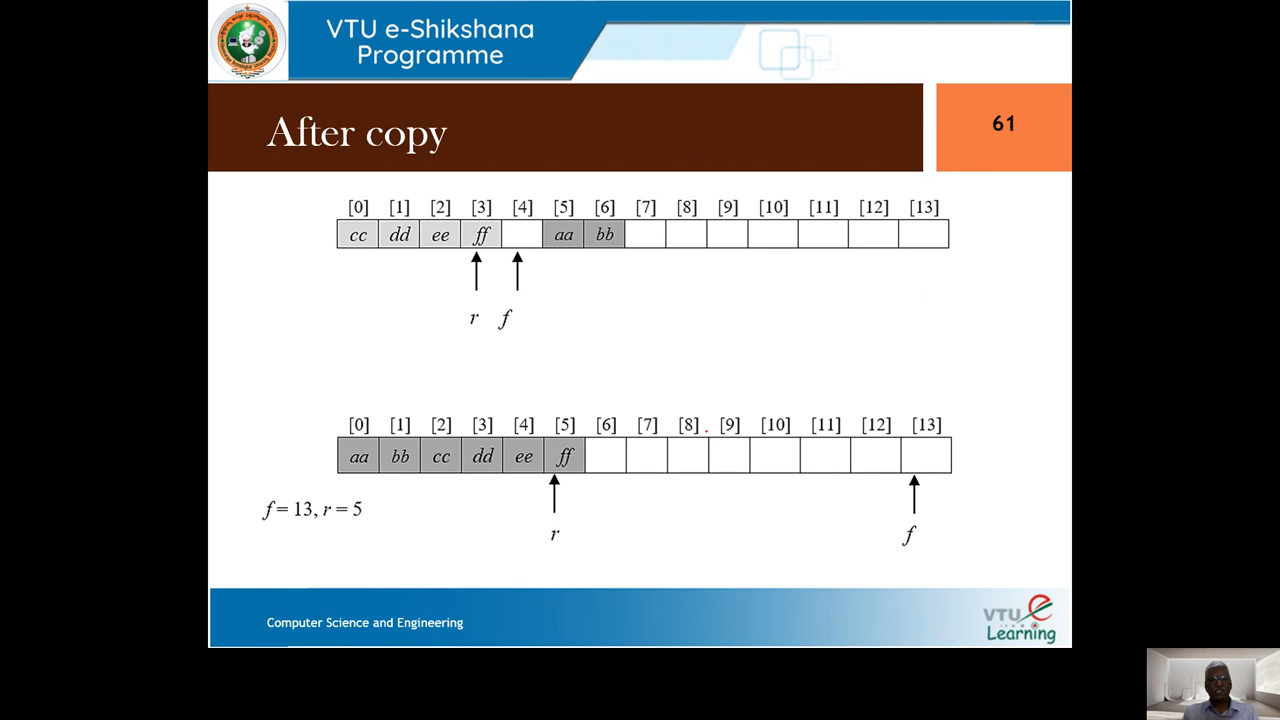 VTU e-Shikshana
Programme
After copy
61
[0] [1] [2] [3] [4] [5] [6] [7] [8] [9] [10] [11] [12] [13]
cc dd ee ff aa bb
r f
[0] [1] [2] [3] [4] [5] [6] [7] [8] [9] [10] [11] [12] [13]
aa bb cc dd ee ff
f = 13, r = 5
r f
Computer Science and Engineering
VTU e
Learning